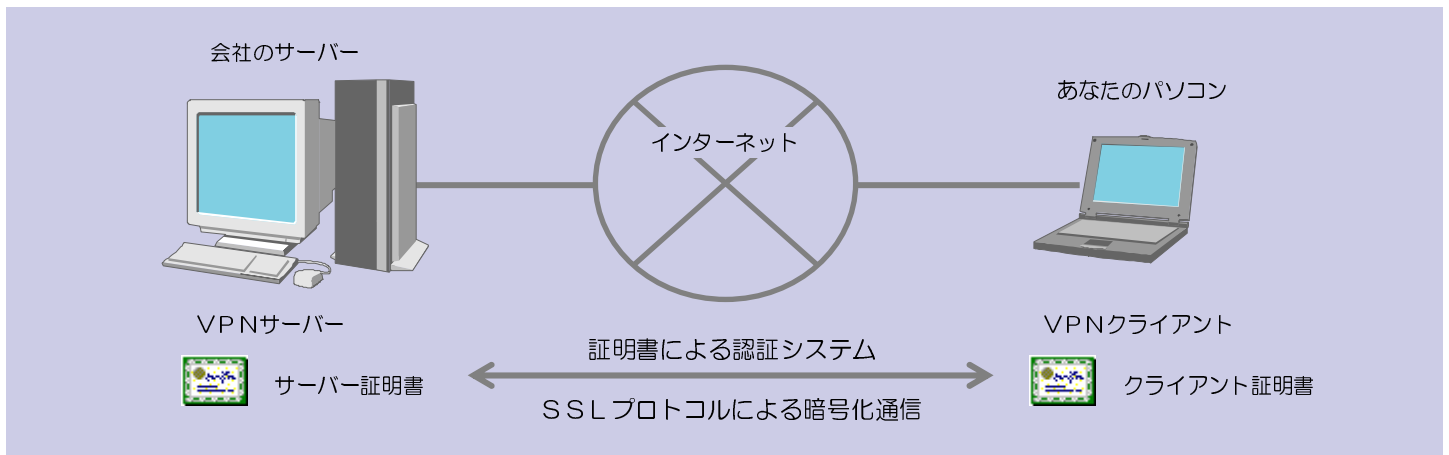 会社のサーバー
あなたのパソコン
インターネット
ＶＰＮサーバー
ＶＰＮクライアント
証明書による認証システム
サーバー証明書
クライアント証明書
ＳＳＬプロトコルによる暗号化通信